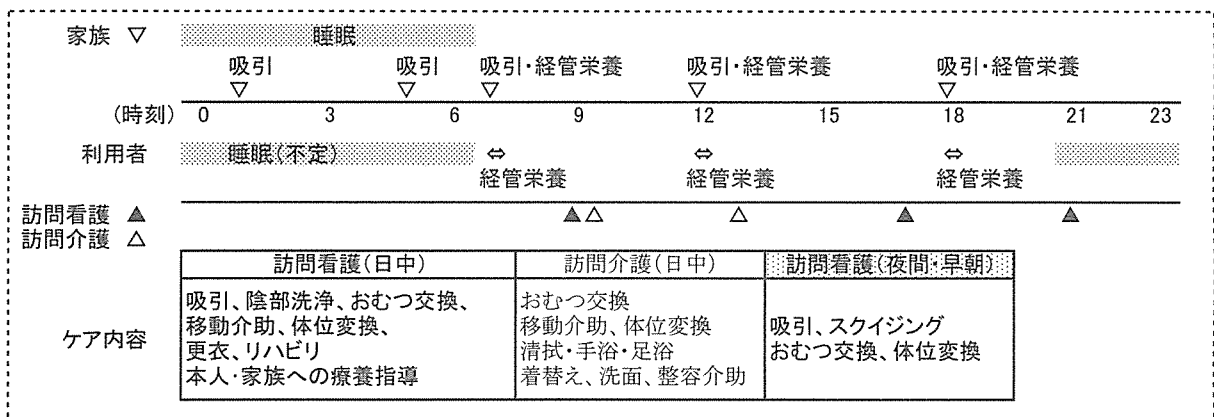 家族 ▽
睡眠
吸引 吸引 吸引・経管栄養 吸引・経管栄養 吸引・経管栄養
▽ ▽ ▽ ▽ ▽
(時刻) 0 3 6 9 12 15 18 21 23
利用者 睡眠(不定) ⇔ ⇔ ⇔
経管栄養 経管栄養 経管栄養
訪問看護 ▲ ▲ △ △ ▲ ▲
訪問介護 △
訪問看護(日中) 訪問介護(日中) 訪問看護(夜間・早朝)
ケア内容
吸引、陰部洗浄、おむつ交換、
移動介助、体位変換、
更衣、リハビリ
本人・家族への療養指導
おむつ交換
移動介助、体位変換
清拭・手浴・足浴
着替え、洗面、整容介助
吸引、スクイジング
おむつ交換、体位変換